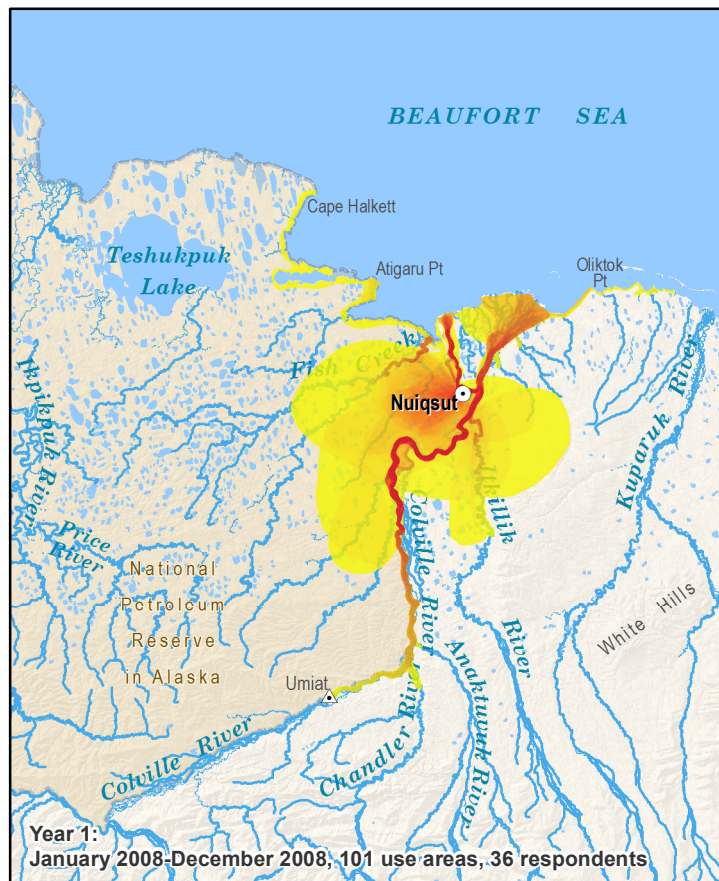 BEAUFORT SEA
Cape Halkett
Teshukpuk
Lake
Atigaru Pt
Oliktok
Pt
Fish Creek
Nuiqsut
Ikpikpuk River
Kuparuk River
Itkillik
River
Colville River
Price
River
National
Petroleum
Reserve
in Alaska
White Hills
Umiat
Anaktuvuk River
Chandler River
Colville River
Year 1:
January 2008-December 2008, 101 use areas, 36 respondents